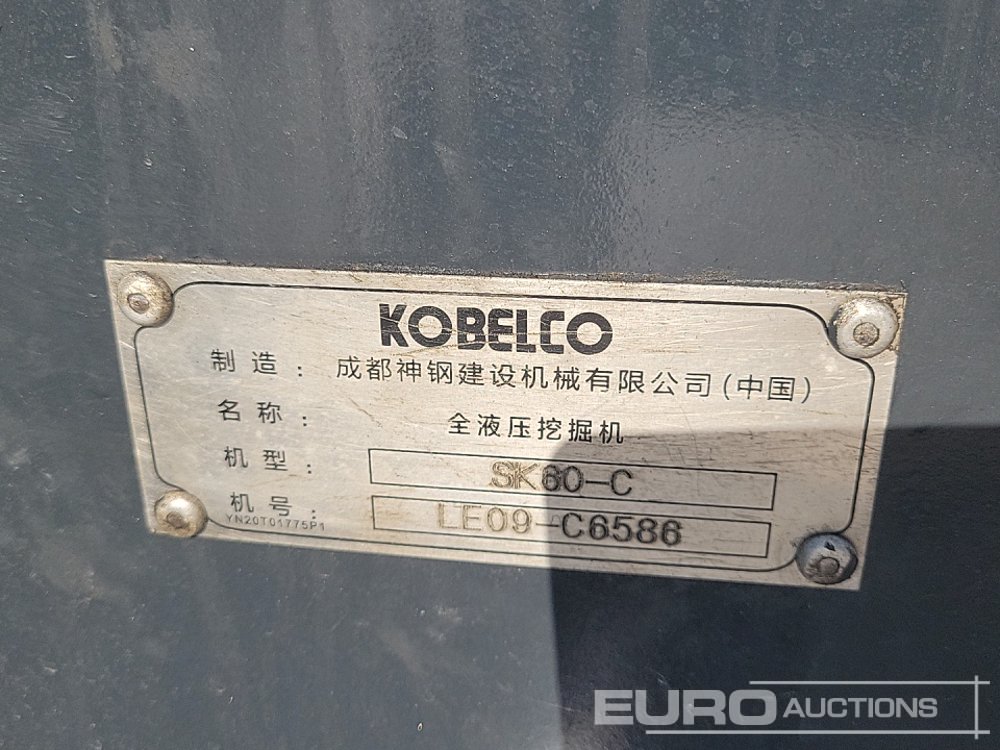 KOBELCO
制造： 成都神钢建设机械有限公司(中国)
名称： 全液压挖掘机
机型： SK60-C
机号： LE09-C6586
YN20T01775P1
EURO AUCTIONS